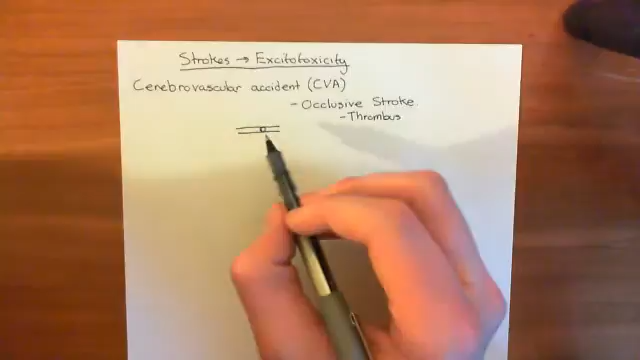 Strokes → Excitotoxicity
Cerebrovascular accident (CVA)
- Occlusive Stroke
- Thrombus